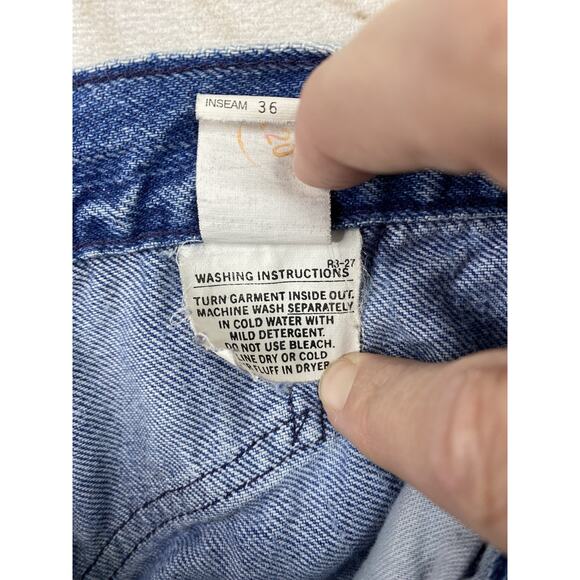 INSEAM 36
20
R3-27
WASHING INSTRUCTIONS
TURN GARMENT INSIDE OUT.
MACHINE WASH SEPARATELY
IN COLD WATER WITH
MILD DETERGENT.
DO NOT USE BLEACH.
LINE DRY OR COLD
FLUFF IN DRYER